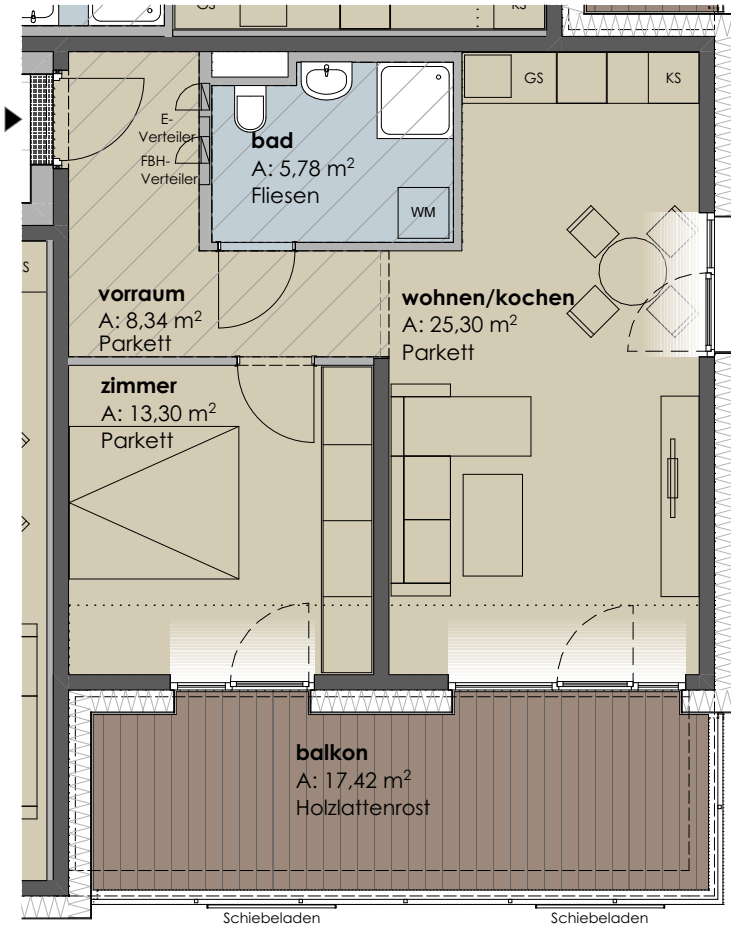 GS
KS
GS
KS
E-
Verteiler
FBH-
Verteiler
bad
A: 5,78 m²
Fliesen
WM
S
vorraum
A: 8,34 m²
Parkett
wohnen/kochen
A: 25,30 m²
Parkett
zimmer
A: 13,30 m²
Parkett
balkon
A: 17,42 m²
Holzlattenrost
Schiebeladen
Schiebeladen